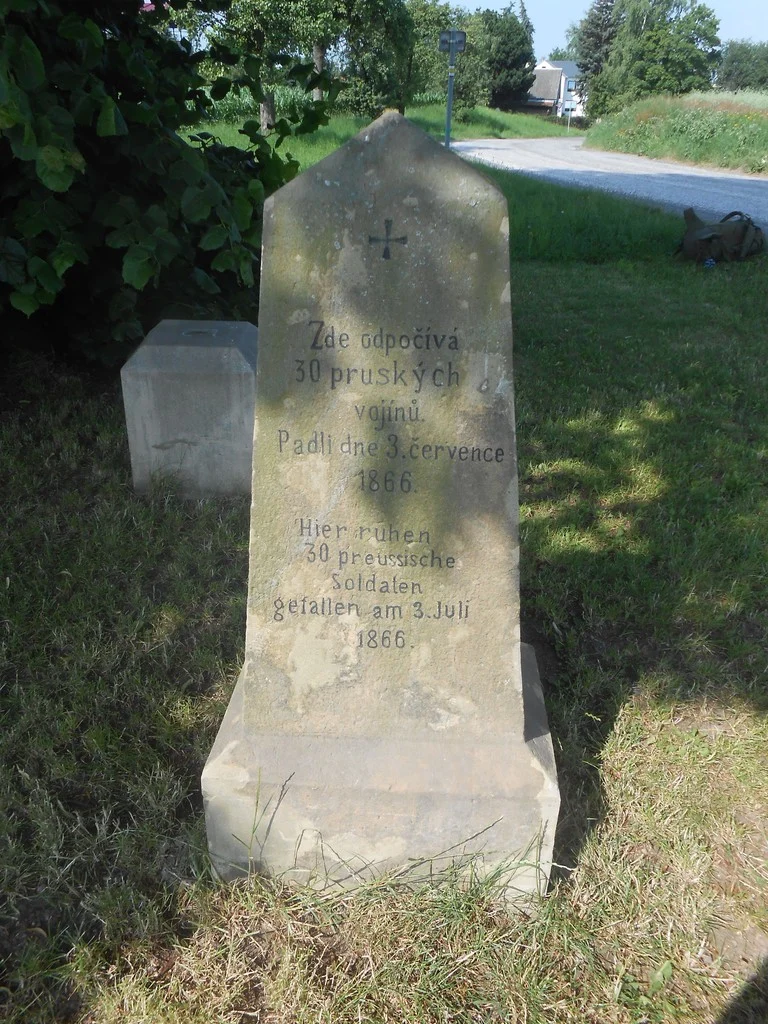 Zde odpočívá
30 pruských
vojínů.
Padli dne 3. července
1866.
Hier ruhen
30 preussische
Soldaten
gefallen am 3. Juli
1866.